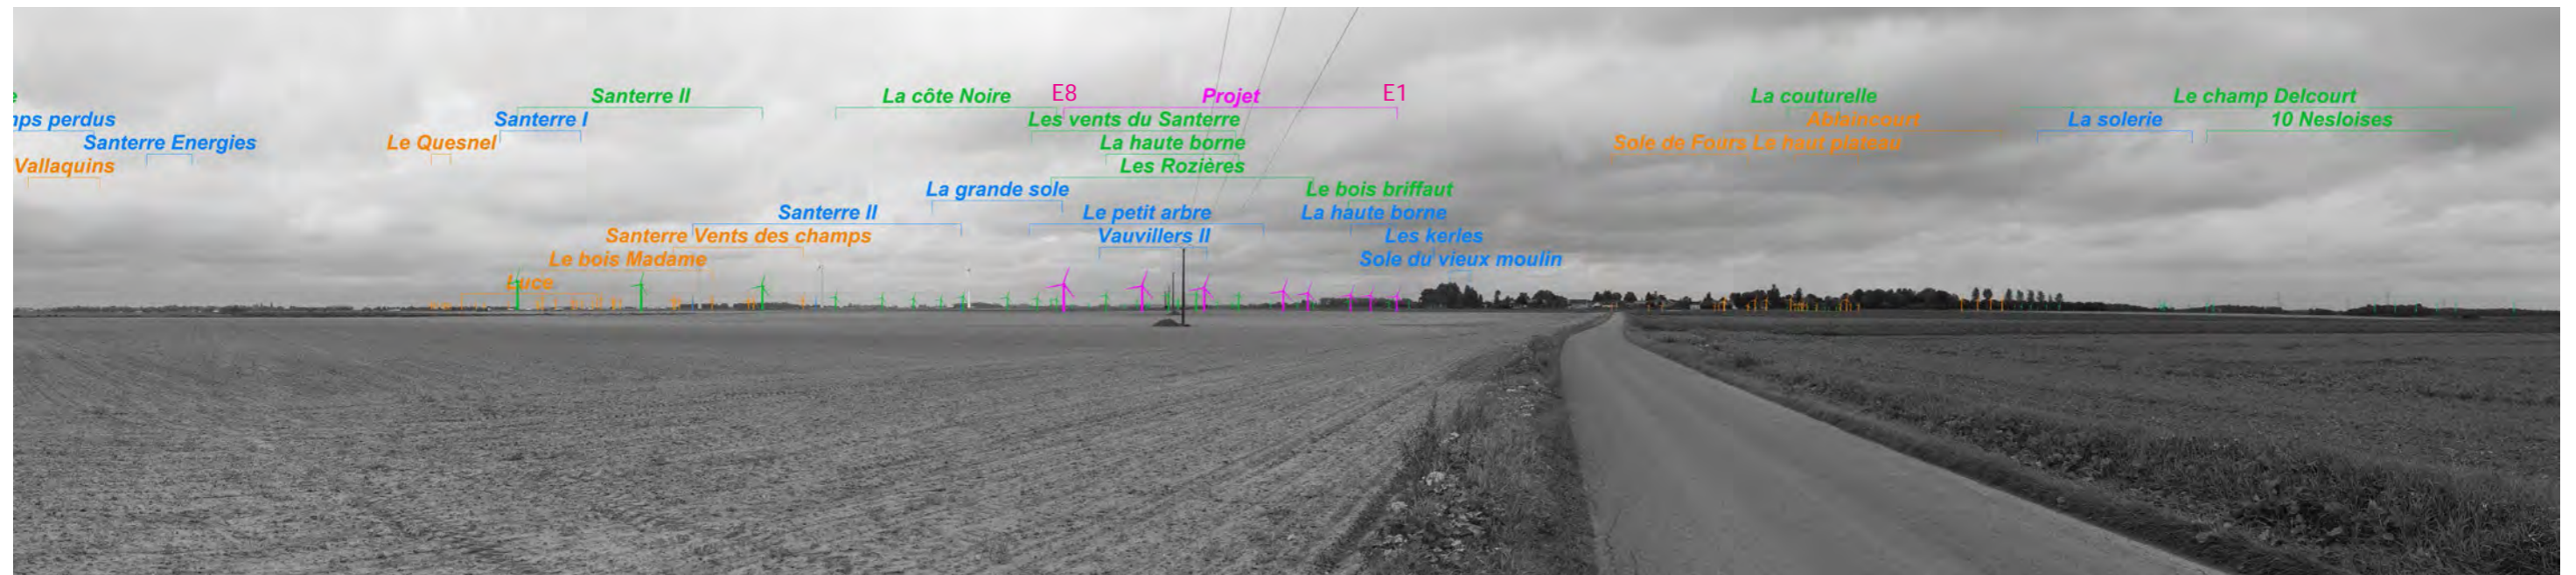 Santerre II La côte Noire E8 Projet E1 La couturelle Le champ Delcourt
perdus Santerre I Les vents du Santerre Ablaincourt La solerie 10 Nesloises
Santerre Energies Le Quesnel La haute borne Sole de Fours Le haut plateau
Vallaquins Les Rozières
La grande sole Le bois briffaut
Santerre II Le petit arbre La haute borne
Santerre Vents des champs Vauvillers II Les kerles
Le bois Madame Sole du vieux moulin
Luce